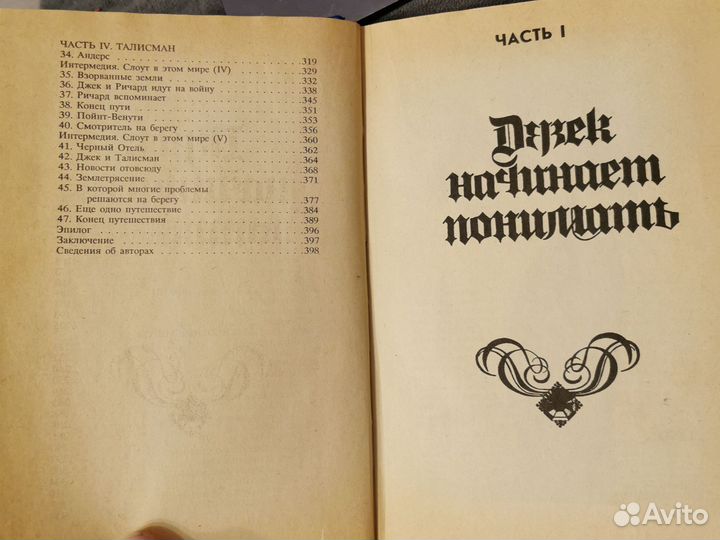 ЧАСТЬ IV. ТАЛИСМАН
34. Андерс 319
Интермедия. Слоут в этом мире (IV) 329
35. Взорванные земли 332
36. Джек и Ричард идут на войну 338
37. Ричард вспоминает 345
38. Конец пути 351
39. Пойнт-Венути 353
40. Смотритель на берегу 356
Интермедия. Слоут в этом мире (V) 360
41. Черный Отель 362
42. Джек и Талисман 364
43. Новости отовсюду 368
44. Землетрясение 371
45. В которой многие проблемы
решаются на берегу 377
46. Еще одно путешествие 384
47. Конец путешествия 389
Эпилог 396
Заключение 397
Сведения об авторах 398
ЧАСТЬ I
Джек
начинает
понимать
Avito